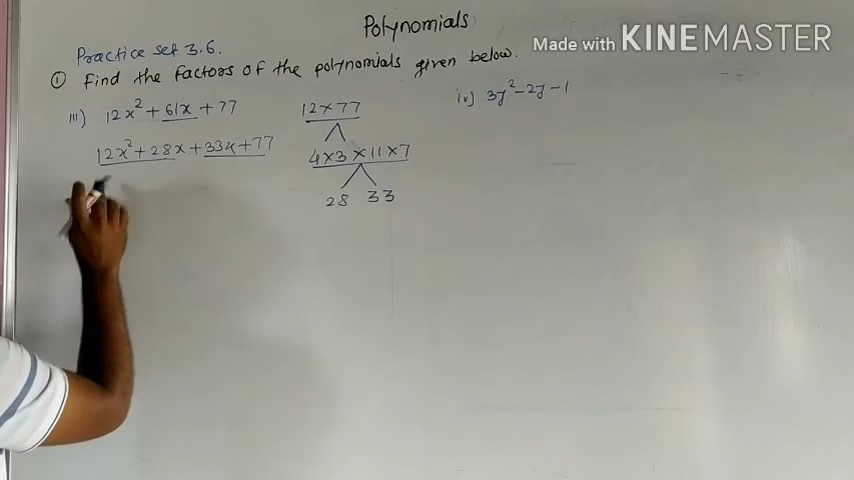 Polynomials
Made with KINEMASTER
Practice set 3.6.
① Find the factors of the polynomials given below.
iii) 12x² + 61x + 77
12x² + 28x + 33x + 77
12 × 77
4 × 3 × 11 × 7
28 33
iv) 3y² - 2y - 1